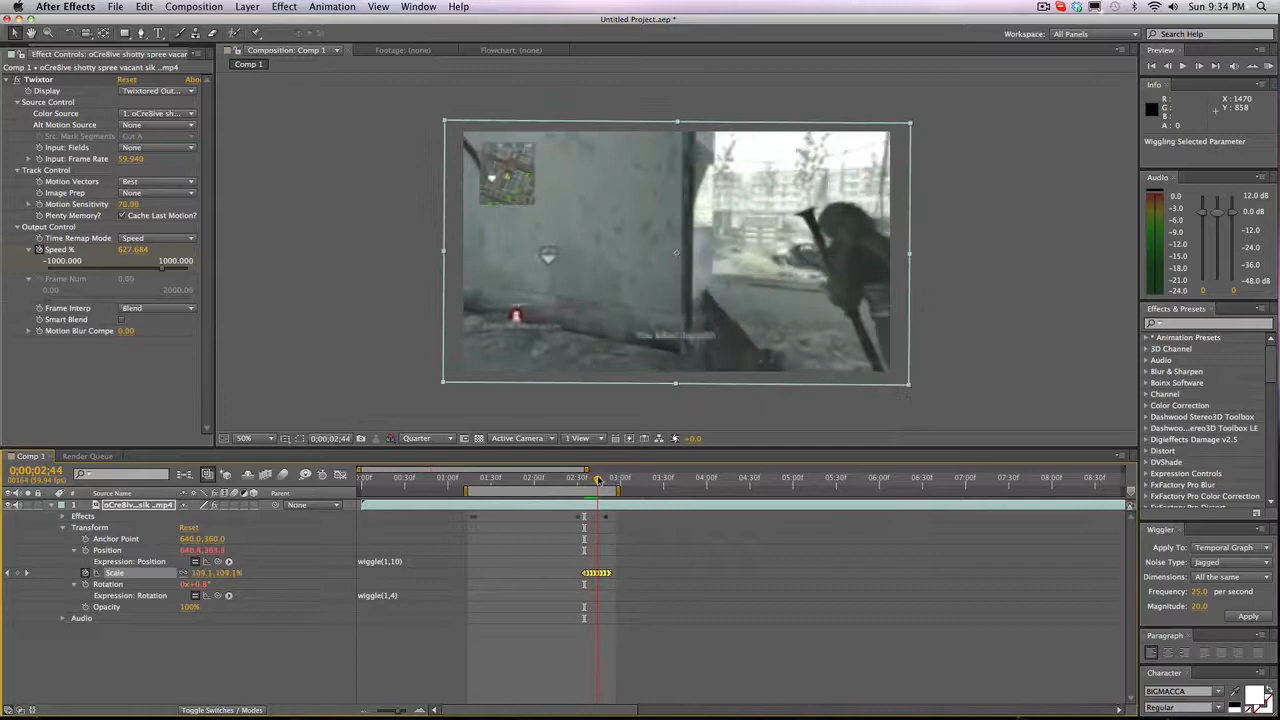 After Effects File Edit Composition Layer Effect Animation View Window Help Sun 9:34 PM
Untitled Project.aep *
Workspace: All Panels Search Help
Effect Controls: oCre8ive shotty spree vacant
Composition: Comp 1 Footage: (none) Flowchart: (none)
Preview
Comp 1 • oCre8ive shotty spree vacant sik ..mp4
Comp 1
Twixtor Reset Abo
Display Twixtored Out...
Source Control
Color Source 1. oCre8ive sh...
Alt Motion Source None
Src. Mark Segments Cut A
Input: Fields None
Input: Frame Rate 59.940
Track Control
Motion Vectors Best
Image Prep None
Motion Sensitivity 70.00
Plenty Memory? Cache Last Motion?
Output Control
Time Remap Mode Speed
Speed % 627.684
-1000.000 1000.000
Frame Num 0.00
0.00 2000.00
Frame Interp Blend
Smart Blend
Motion Blur Compe 0.00
Info
R: X: 1470
G: Y: 858
B:
A: 0
Wiggling Selected Parameter
Audio
0.0 12.0 dB
-3.0 6.0
-6.0 0.0 dB
-9.0 -6.0
-12.0 -12.0
-15.0 -24.0
-18.0 -36.0
-21.0
-24.0 -48.0 dB
0 0
Effects & Presets
* Animation Presets
3D Channel
Audio
Blur & Sharpen
Boinx Software
Channel
Color Correction
Dashwood Stereo3D Toolbox
Dashwoo...ereo3D Toolbox LT
Digieffects Damage v2.5
Distort
DVShade
Expression Controls
FxFactory Pro Blur
FxFactory Pro Color Correction
FxFactory Pro Distort
50% 0;00;02;44 Quarter Active Camera 1 View +0.0
Comp 1 Render Queue
0;00;02;44
00164 (59.94 fps)
:00f 00:30f 01:00f 01:30f 02:00f 02:30f 03:00f 03:30f 04:00f 04:30f 05:00f 05:30f 06:00f 06:30f 07:00f 07:30f 08:00f 08:30f
# Source Name Parent
1 oCre8iv...sik ..mp4 None
Effects
Transform Reset
Anchor Point 640.0,360.0
Position 640.4,363.3
Expression: Position wiggle(1,10)
Scale 109.1,109.1%
Rotation 0x+0.8°
Expression: Rotation wiggle(1,4)
Opacity 100%
Audio
Toggle Switches / Modes
Wiggler
Apply To: Temporal Graph
Noise Type: Jagged
Dimensions: All the same
Frequency: 25.0 per second
Magnitude: 20.0
Apply
Paragraph
Character
BIGMACCA
Regular